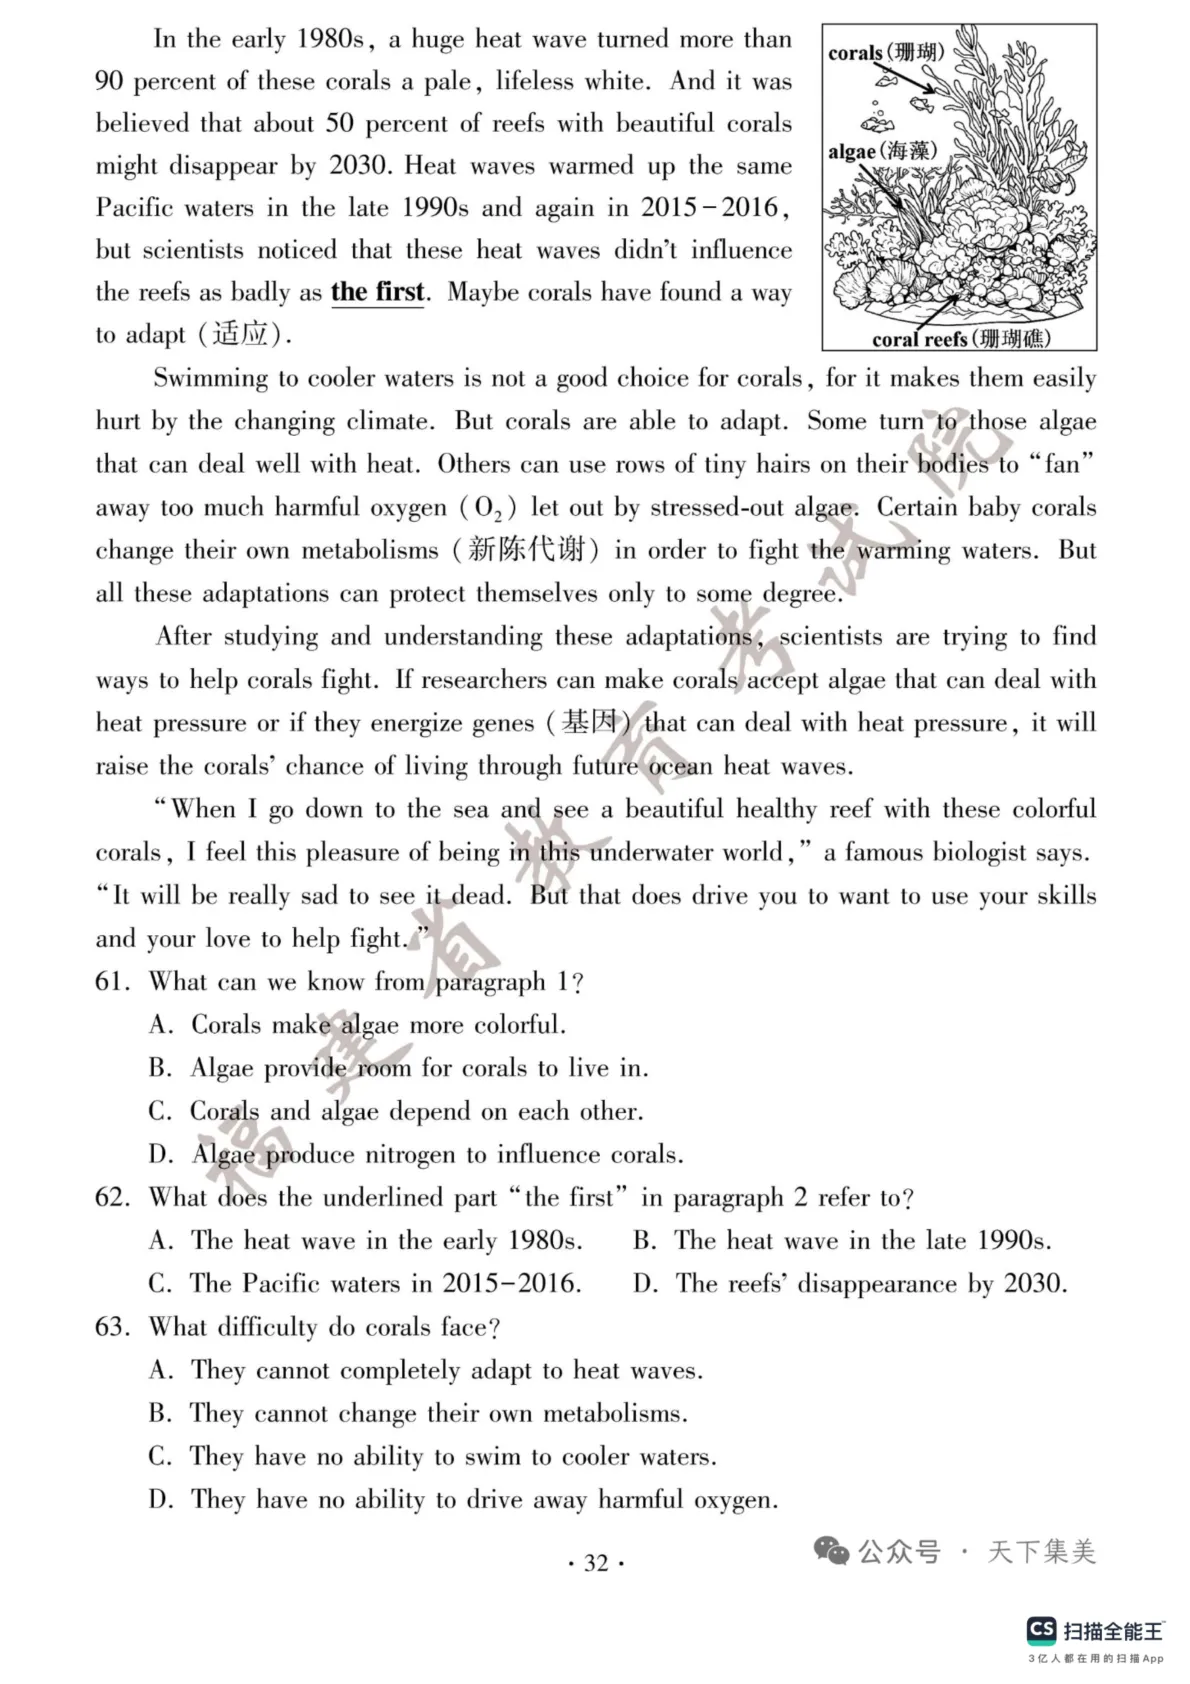 In the early 1980s, a huge heat wave turned more than
90 percent of these corals a pale, lifeless white. And it was
believed that about 50 percent of reefs with beautiful corals
might disappear by 2030. Heat waves warmed up the same
Pacific waters in the late 1990s and again in 2015-2016,
but scientists noticed that these heat waves didn't influence
the reefs as badly as the first. Maybe corals have found a way
to adapt (适应).
corals(珊瑚)
algae(海藻)
coral reefs(珊瑚礁)
Swimming to cooler waters is not a good choice for corals, for it makes them easily
hurt by the changing climate. But corals are able to adapt. Some turn to those algae
that can deal well with heat. Others can use rows of tiny hairs on their bodies to “fan”
away too much harmful oxygen (O₂) let out by stressed-out algae. Certain baby corals
change their own metabolisms (新陈代谢) in order to fight the warming waters. But
all these adaptations can protect themselves only to some degree.
After studying and understanding these adaptations, scientists are trying to find
ways to help corals fight. If researchers can make corals accept algae that can deal with
heat pressure or if they energize genes (基因) that can deal with heat pressure, it will
raise the corals' chance of living through future ocean heat waves.
“When I go down to the sea and see a beautiful healthy reef with these colorful
corals, I feel this pleasure of being in this underwater world,” a famous biologist says.
“It will be really sad to see it dead. But that does drive you to want to use your skills
and your love to help fight.”
61. What can we know from paragraph 1?
A. Corals make algae more colorful.
B. Algae provide room for corals to live in.
C. Corals and algae depend on each other.
D. Algae produce nitrogen to influence corals.
62. What does the underlined part “the first” in paragraph 2 refer to?
A. The heat wave in the early 1980s. B. The heat wave in the late 1990s.
C. The Pacific waters in 2015-2016. D. The reefs' disappearance by 2030.
63. What difficulty do corals face?
A. They cannot completely adapt to heat waves.
B. They cannot change their own metabolisms.
C. They have no ability to swim to cooler waters.
D. They have no ability to drive away harmful oxygen.
· 32 ·
福建省教育考试院
公众号 · 天下集美
CS 扫描全能王™
3亿人都在用的扫描App